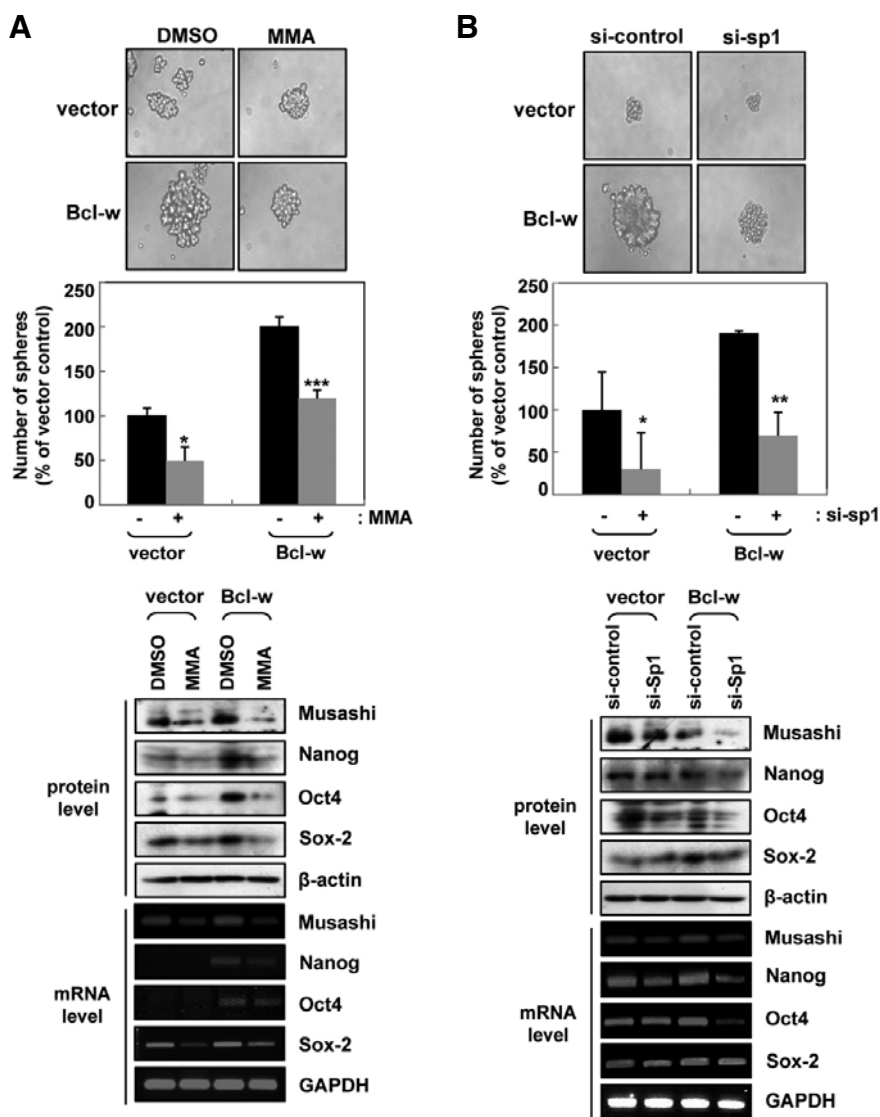 A
DMSO MMA
vector
Bcl-w
Number of spheres
(% of vector control)
250
200
150
100
50
0
*
***
- + - + : MMA
vector Bcl-w
vector Bcl-w
DMSO MMA DMSO MMA
protein level
Musashi
Nanog
Oct4
Sox-2
β-actin
mRNA level
Musashi
Nanog
Oct4
Sox-2
GAPDH
B
si-control si-sp1
vector
Bcl-w
Number of spheres
(% of vector control)
250
200
150
100
50
0
*
**
- + - + : si-sp1
vector Bcl-w
vector Bcl-w
si-control si-Sp1 si-control si-Sp1
protein level
Musashi
Nanog
Oct4
Sox-2
β-actin
mRNA level
Musashi
Nanog
Oct4
Sox-2
GAPDH